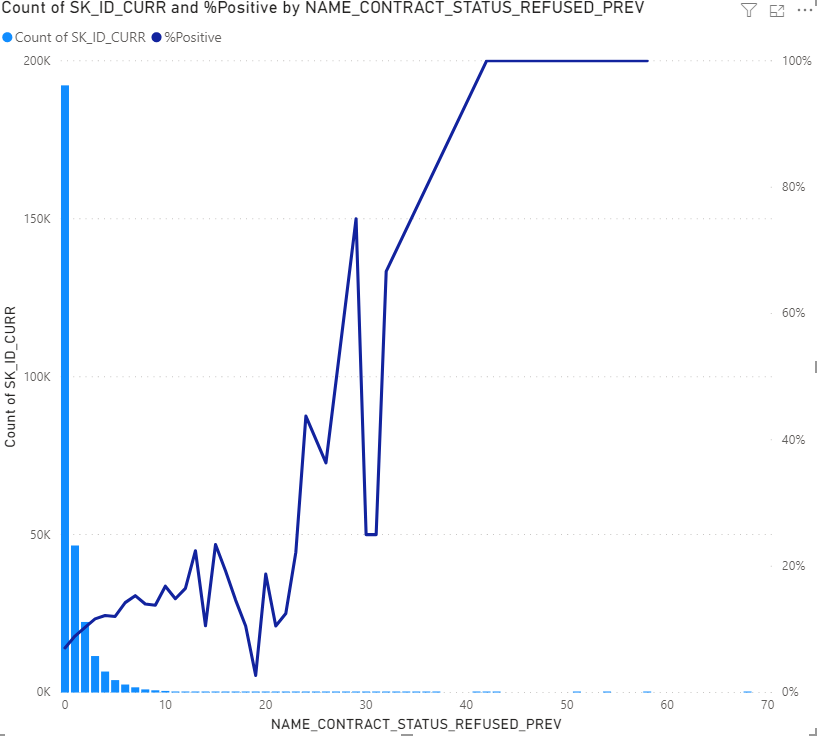 Count of SK_ID_CURR and %Positive by NAME_CONTRACT_STATUS_REFUSED_PREV
Count of SK_ID_CURR %Positive
200K 100%
80%
150K
60%
100K
40%
50K
20%
0K 0%
0 10 20 30 40 50 60 70
Count of SK_ID_CURR
NAME_CONTRACT_STATUS_REFUSED_PREV